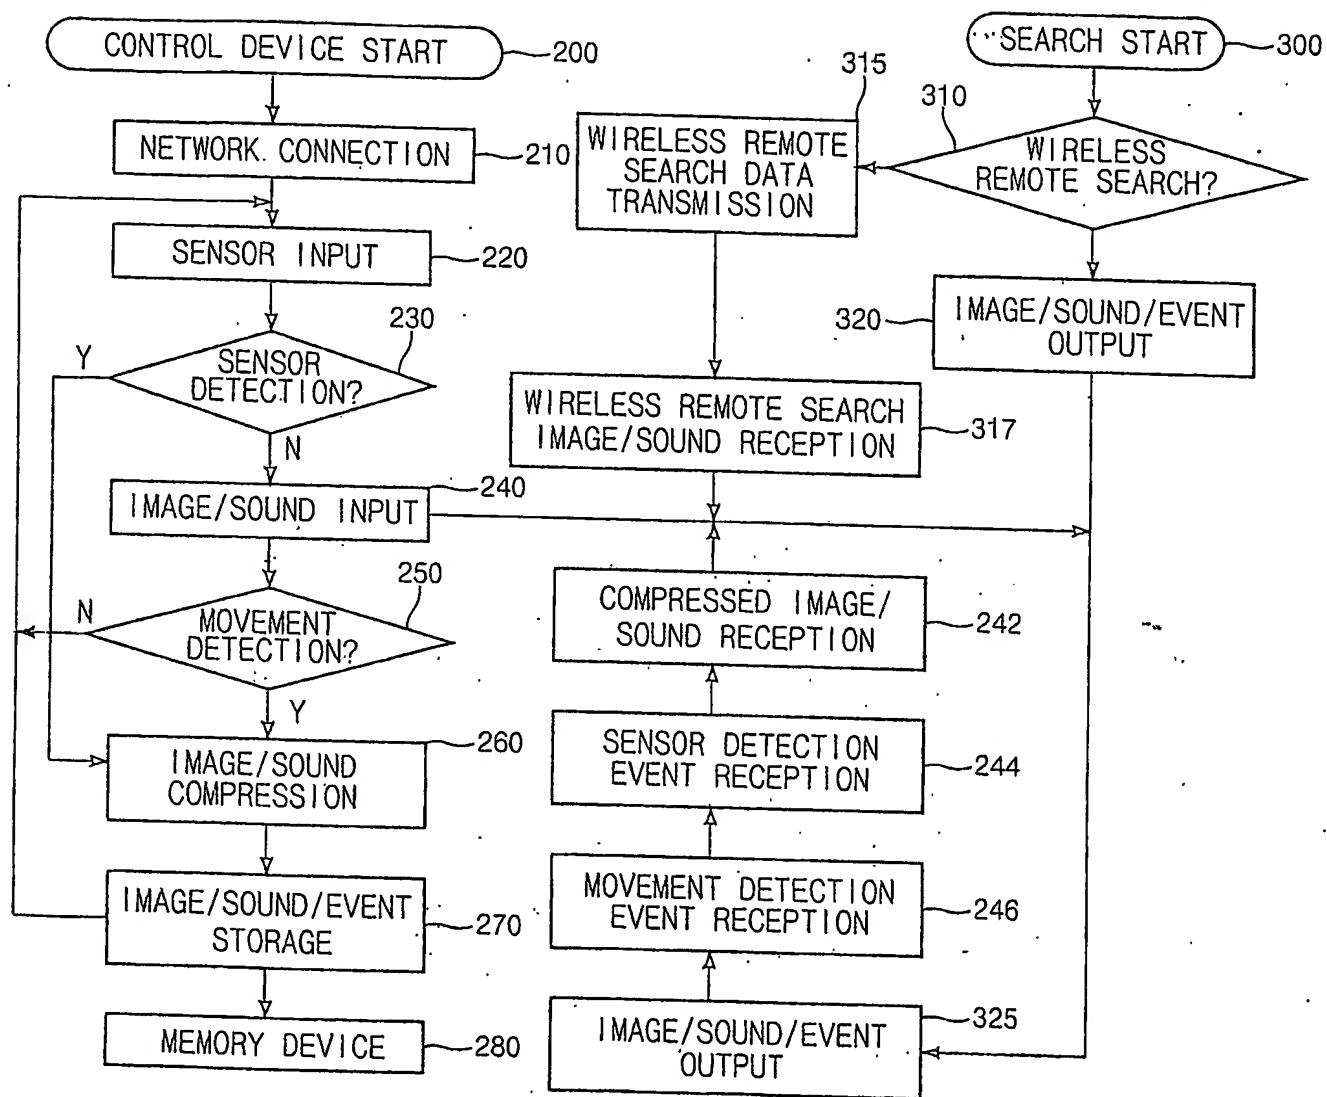 CONTROL DEVICE START
200
NETWORK CONNECTION
210
SENSOR INPUT
220
230
Y
SENSOR
DETECTION?
N
240
IMAGE/SOUND INPUT
250
N
MOVEMENT
DETECTION?
Y
260
IMAGE/SOUND
COMPRESSION
IMAGE/SOUND/EVENT
STORAGE
270
MEMORY DEVICE
280
315
WIRELESS REMOTE
SEARCH DATA
TRANSMISSION
WIRELESS REMOTE SEARCH
IMAGE/SOUND RECEPTION
317
COMPRESSED IMAGE/
SOUND RECEPTION
242
SENSOR DETECTION
EVENT RECEPTION
244
MOVEMENT DETECTION
EVENT RECEPTION
246
IMAGE/SOUND/EVENT
OUTPUT
325
SEARCH START
300
310
WIRELESS
REMOTE SEARCH?
320
IMAGE/SOUND/EVENT
OUTPUT